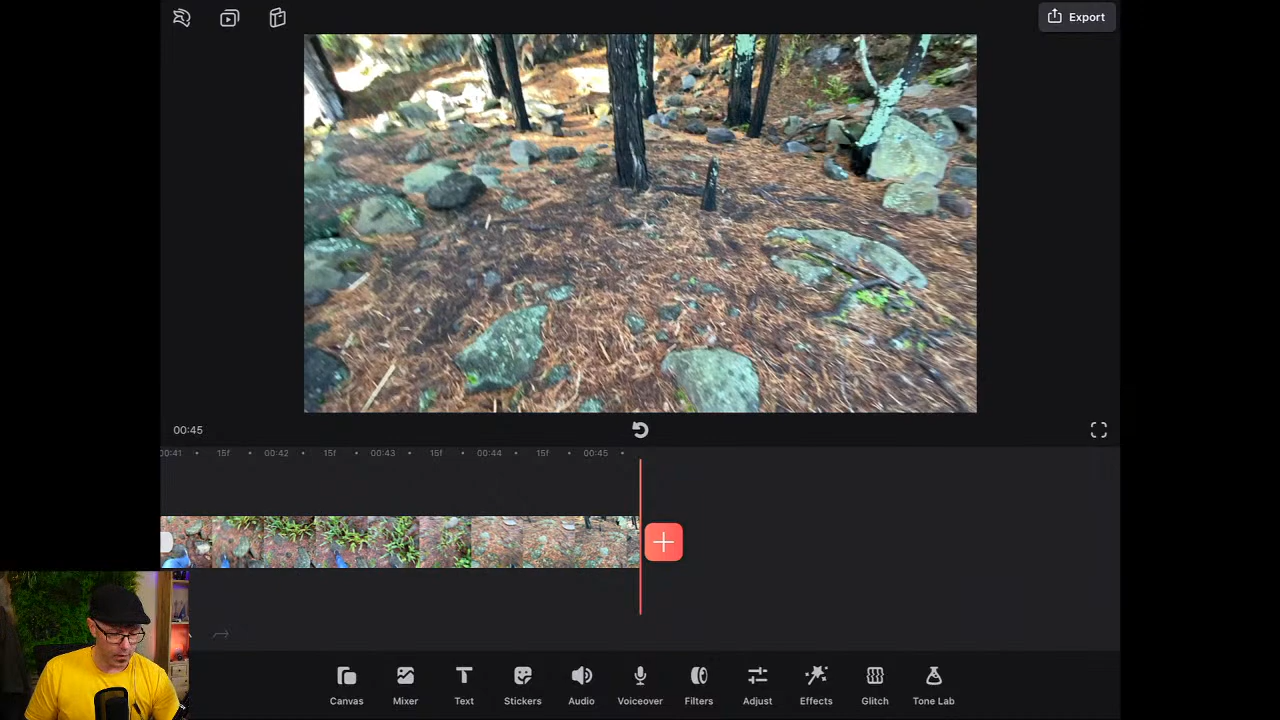 Export
00:45
00:41 15f 00:42 15f 00:43 15f 00:44 15f 00:45
Canvas Mixer Text Stickers Audio Voiceover Filters Adjust Effects Glitch Tone Lab